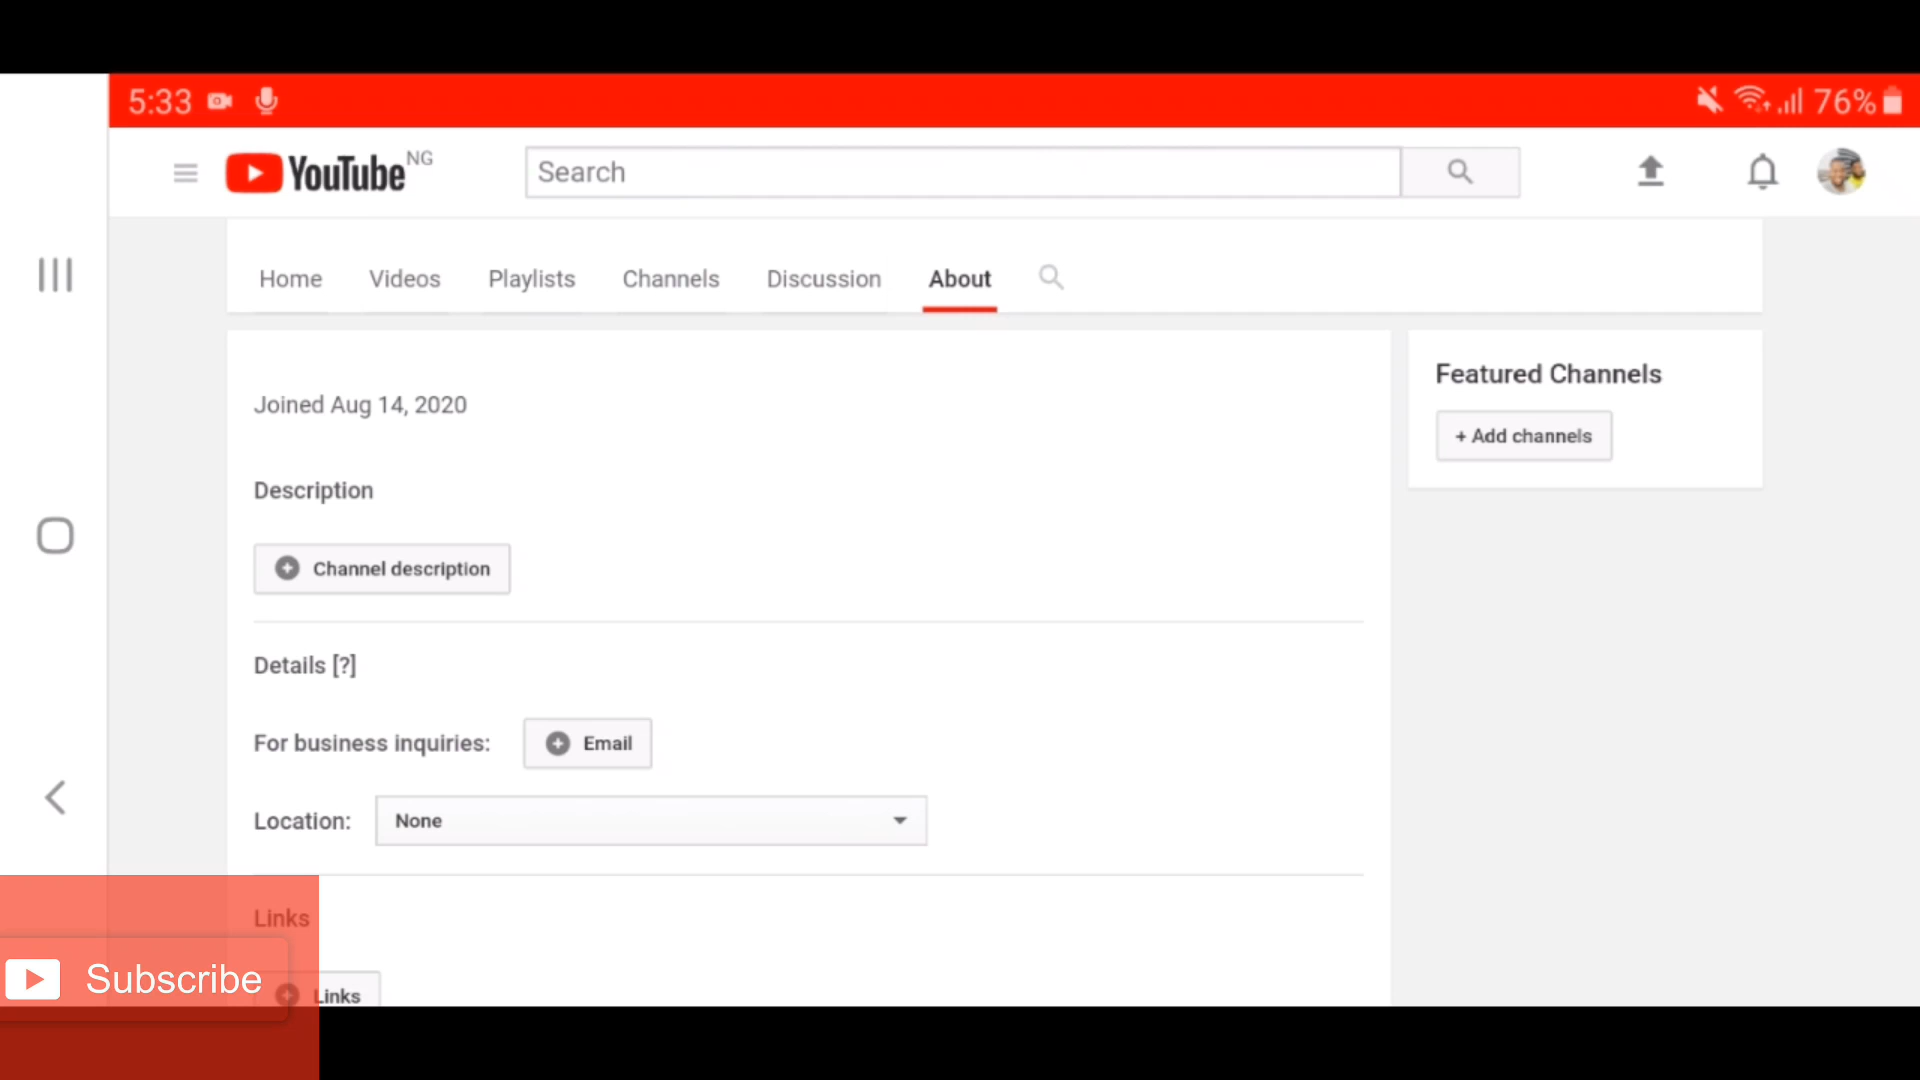 5:33 76%
YouTube NG Search
Home Videos Playlists Channels Discussion About
Joined Aug 14, 2020
Featured Channels
+ Add channels
Description
Channel description
Details [?]
For business inquiries: Email
Location: None
Links
Subscribe
Links